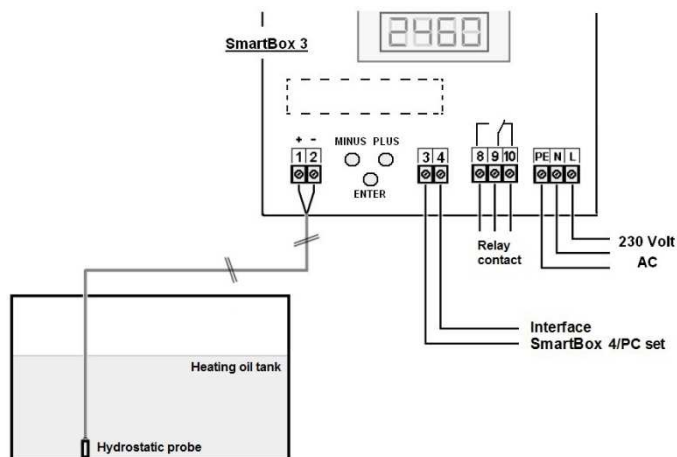 2460
SmartBox 3
+ -
MINUS PLUS
1 2
3 4
8 9 10
PE N L
ENTER
Relay
contact
230 Volt
AC
Interface
SmartBox 4/PC set
Heating oil tank
Hydrostatic probe